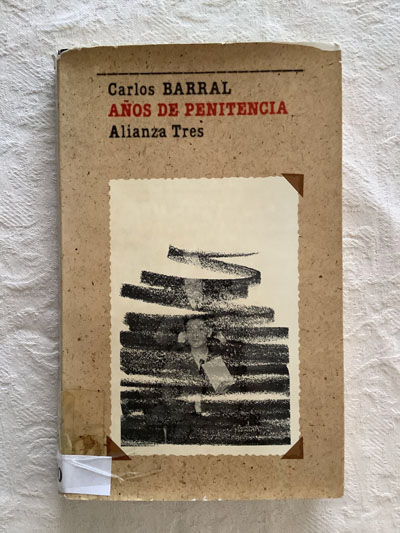 Carlos BARRAL
AÑOS DE PENITENCIA
Alianza Tres